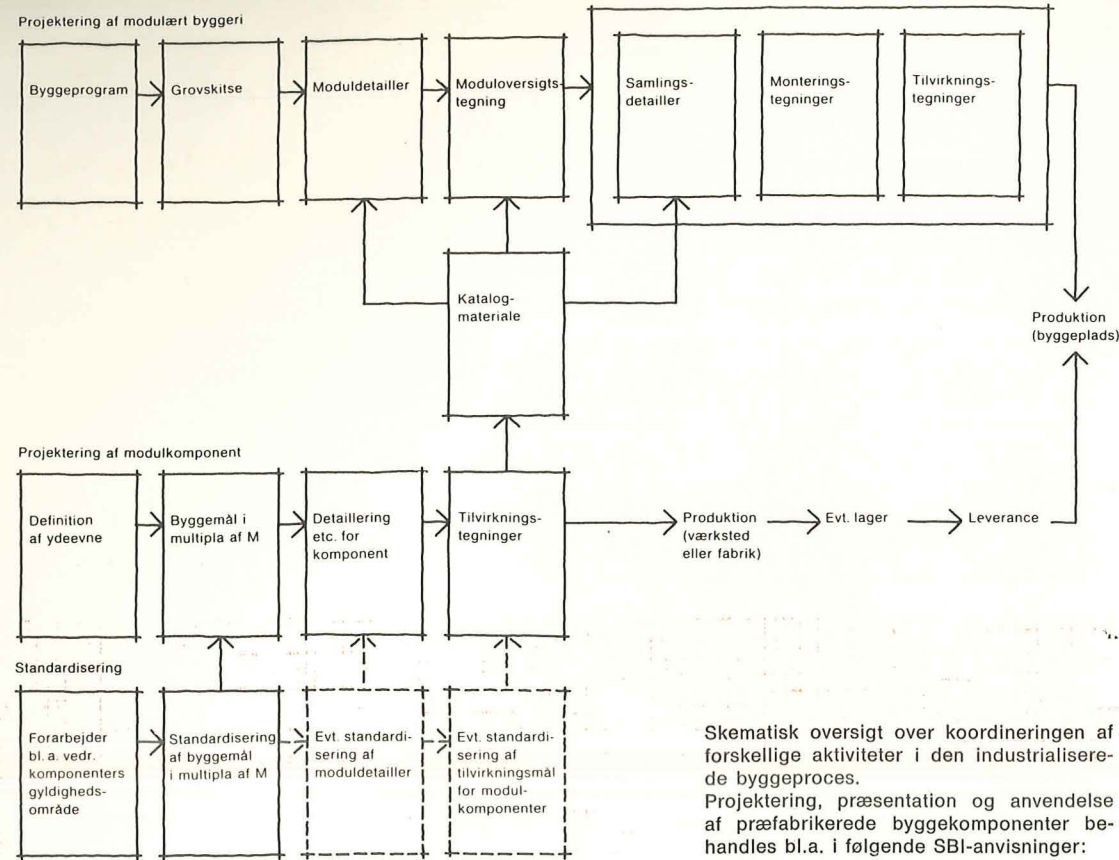 Projektering af modulært byggeri
Byggeprogram
Grovskitse
Moduldetailler
Moduloversigts-
tegning
Samlings-
detailler
Monterings-
tegninger
Tilvirknings-
tegninger
Katalog-
materiale
Produktion
(byggeplads)
Projektering af modulkomponent
Definition
af ydeevne
Byggemål i
multipla af M
Detaillering
etc. for
komponent
Tilvirknings-
tegninger
Produktion
(værksted
eller fabrik)
Evt. lager
Leverance
Standardisering
Forarbejder
bl. a. vedr.
komponenters
gyldigheds-
område
Standardisering
af byggemål
i multipla af M
Evt. standardi-
sering af
moduldetailler
Evt. standardi-
sering af
tilvirkningsmål
for modul-
komponenter
Skematisk oversigt over koordineringen af
forskellige aktiviteter i den industrialisere-
de byggeproces.
Projektering, præsentation og anvendelse
af præfabrikerede byggekomponenter be-
handles bl.a. i følgende SBI-anvisninger: